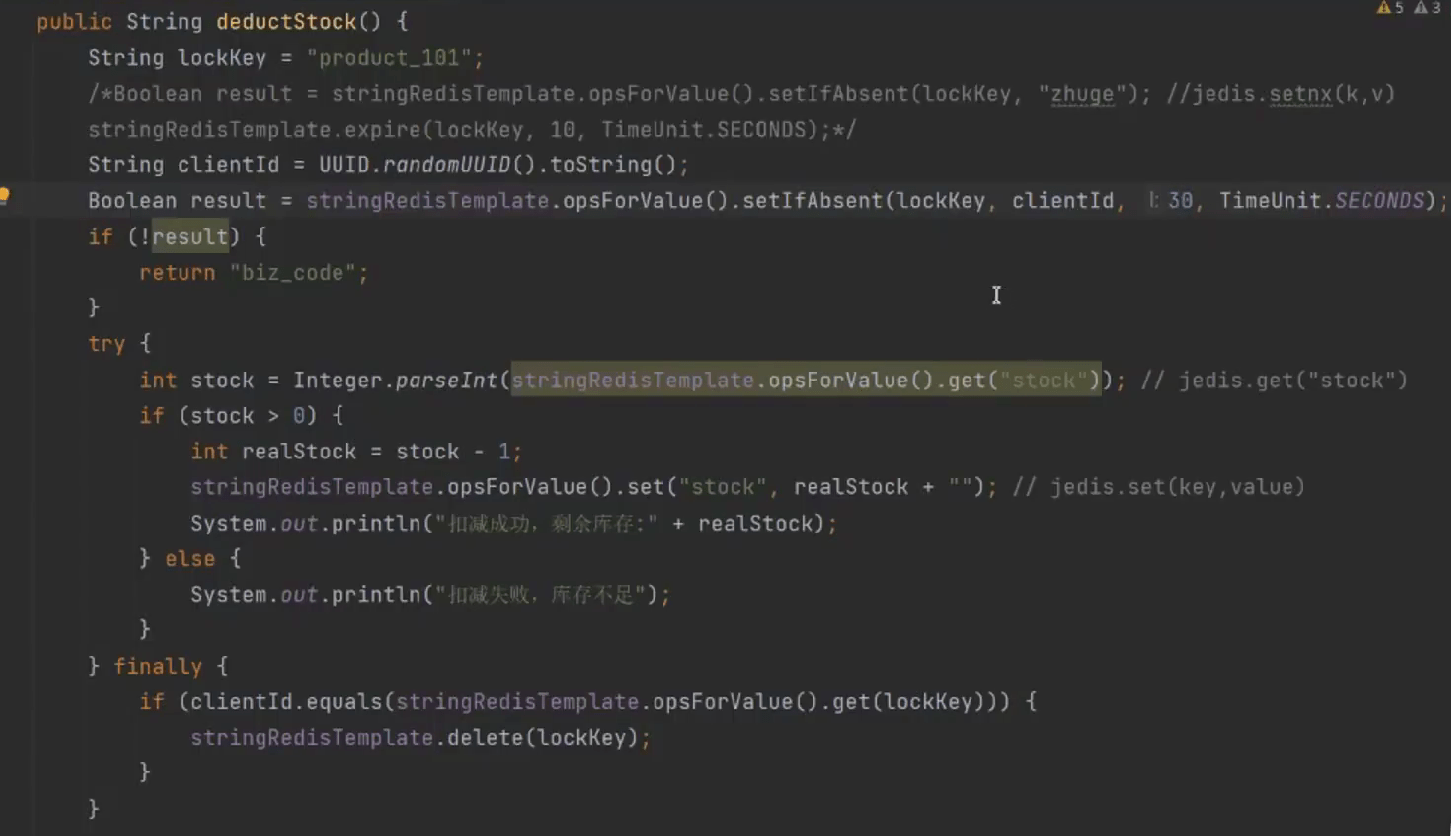 5 3
public String deductStock() {
String lockKey = "product_101";
/*Boolean result = stringRedisTemplate.opsForValue().setIfAbsent(lockKey, "zhuge"); //jedis.setnx(k,v)
stringRedisTemplate.expire(lockKey, 10, TimeUnit.SECONDS);*/
String clientId = UUID.randomUUID().toString();
Boolean result = stringRedisTemplate.opsForValue().setIfAbsent(lockKey, clientId, l: 30, TimeUnit.SECONDS);
if (!result) {
return "biz_code";
}
try {
int stock = Integer.parseInt(stringRedisTemplate.opsForValue().get("stock")); // jedis.get("stock")
if (stock > 0) {
int realStock = stock - 1;
stringRedisTemplate.opsForValue().set("stock", realStock + ""); // jedis.set(key,value)
System.out.println("扣减成功，剩余库存:" + realStock);
} else {
System.out.println("扣减失败，库存不足");
}
} finally {
if (clientId.equals(stringRedisTemplate.opsForValue().get(lockKey))) {
stringRedisTemplate.delete(lockKey);
}
}